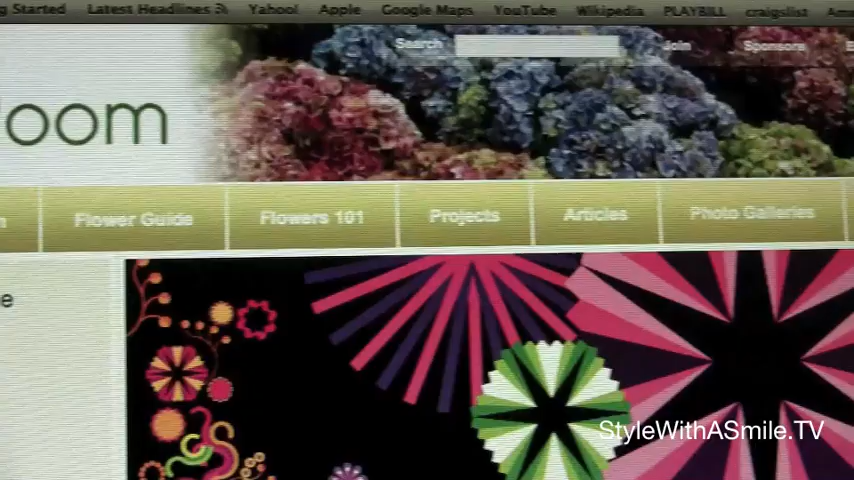 g Started Latest Headlines Yahoo! Apple Google Maps YouTube Wikipedia PLAYBILL craigslist
Search Join Sponsors
loom
Flower Guide Flowers 101 Projects Articles Photo Galleries
StyleWithASmile.TV